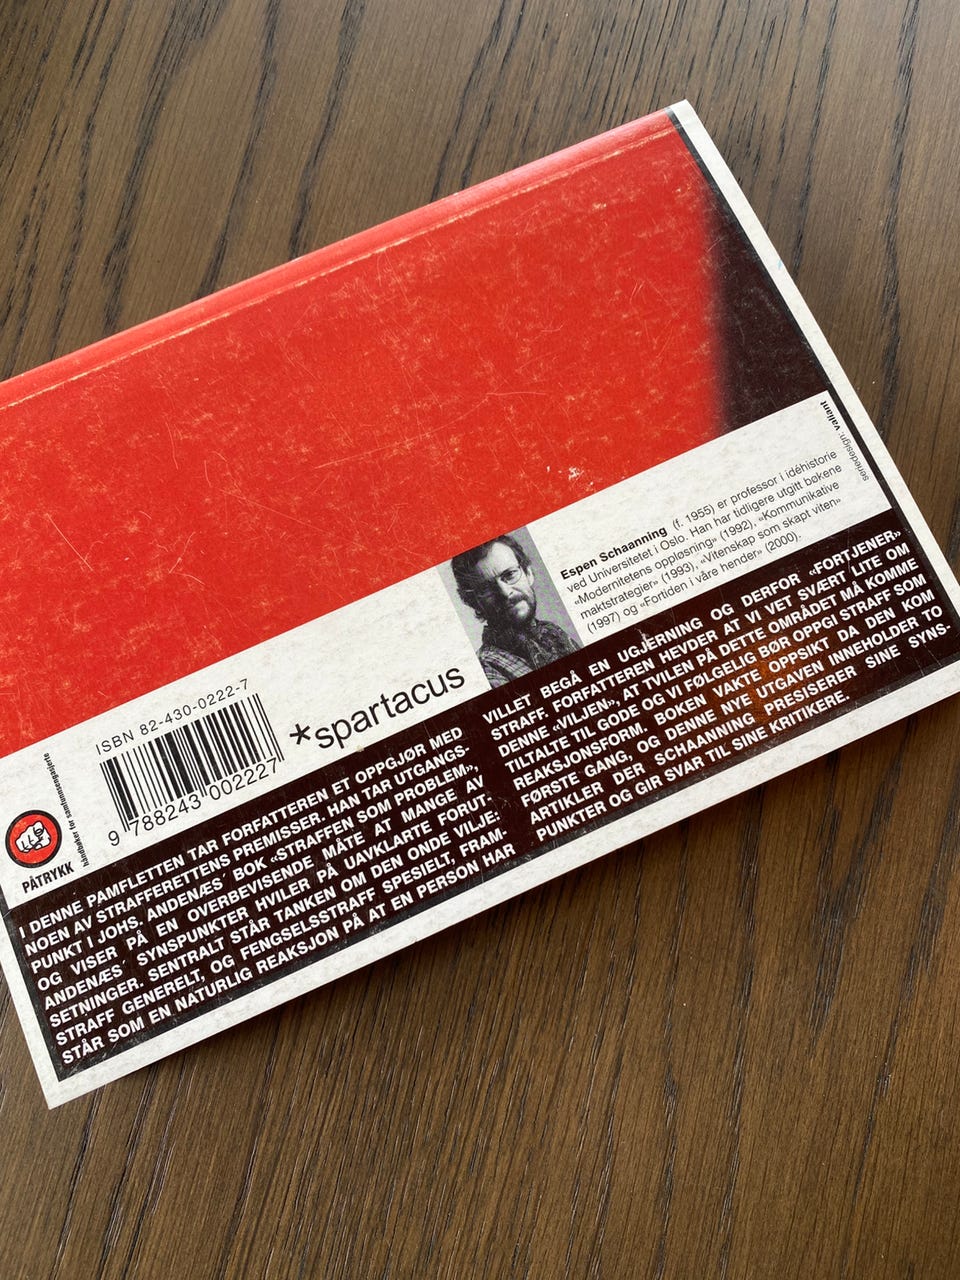 seriedesign: valiant
Espen Schaanning (f. 1955) er professor i idéhistorie
ved Universitetet i Oslo. Han har tidligere utgitt bøkene
«Modernitetens oppløsning» (1992), «Kommunikative
maktstrategier» (1993), «Vitenskap som skapt viten»
(1997) og «Fortiden i våre hender» (2000).
*spartacus
ISBN 82-430-0222-7
9 788243 002227
håndbøker for samfunnsengasjerte
PÅTRYKK
I DENNE PAMFLETTEN TAR FORFATTEREN ET OPPGJØR MED
NOEN AV STRAFFERETTENS PREMISSER. HAN TAR UTGANGS-
PUNKT I JOHS. ANDENÆS´ BOK «STRAFFEN SOM PROBLEM»,
OG VISER PÅ EN OVERBEVISENDE MÅTE AT MANGE AV
ANDENÆS´ SYNSPUNKTER HVILER PÅ UAVKLARTE FORUT-
SETNINGER. SENTRALT STÅR TANKEN OM DEN ONDE VILJE:
STRAFF GENERELT, OG FENGSELSSTRAFF SPESIELT, FRAM-
STÅR SOM EN NATURLIG REAKSJON PÅ AT EN PERSON HAR
VILLET BEGÅ EN UGJERNING OG DERFOR «FORTJENER»
STRAFF. FORFATTEREN HEVDER AT VI VET SVÆRT LITE OM
DENNE «VILJEN», AT TVILEN PÅ DETTE OMRÅDET MÅ KOMME
TILTALTE TIL GODE OG VI FØLGELIG BØR OPPGI STRAFF SOM
REAKSJONSFORM. BOKEN VAKTE OPPSIKT DA DEN KOM
FØRSTE GANG, OG DENNE NYE UTGAVEN INNEHOLDER TO
ARTIKLER DER SCHAANNING PRESISERER SINE SYNS-
PUNKTER OG GIR SVAR TIL SINE KRITIKERE.